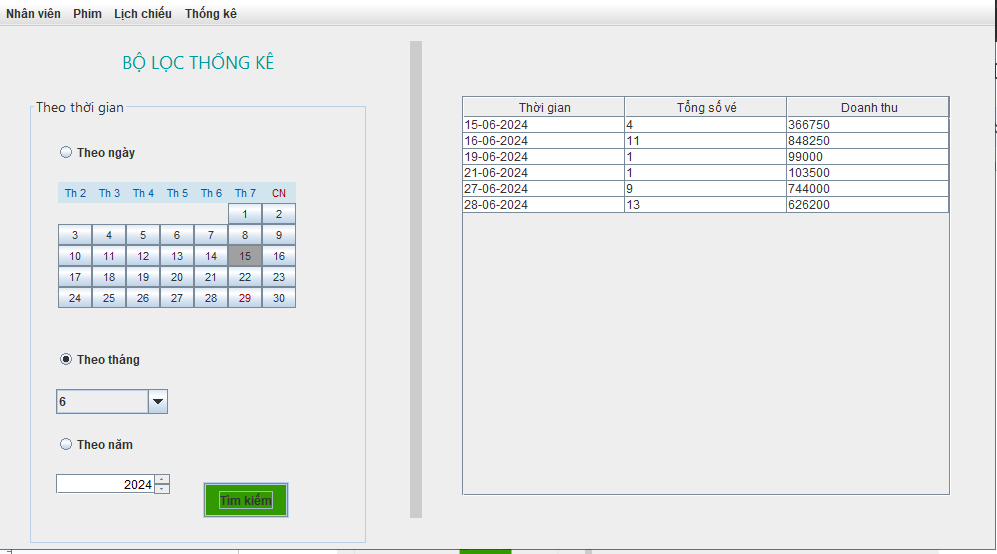 Nhân viên Phim Lịch chiếu Thống kê
BỘ LỌC THỐNG KÊ
Theo thời gian
Theo ngày
Th 2 Th 3 Th 4 Th 5 Th 6 Th 7 CN
1 2
3 4 5 6 7 8 9
10 11 12 13 14 15 16
17 18 19 20 21 22 23
24 25 26 27 28 29 30
Theo tháng
6
Theo năm
2024
Tìm kiếm
Thời gian Tổng số vé Doanh thu
15-06-2024 4 366750
16-06-2024 11 848250
19-06-2024 1 99000
21-06-2024 1 103500
27-06-2024 9 744000
28-06-2024 13 626200